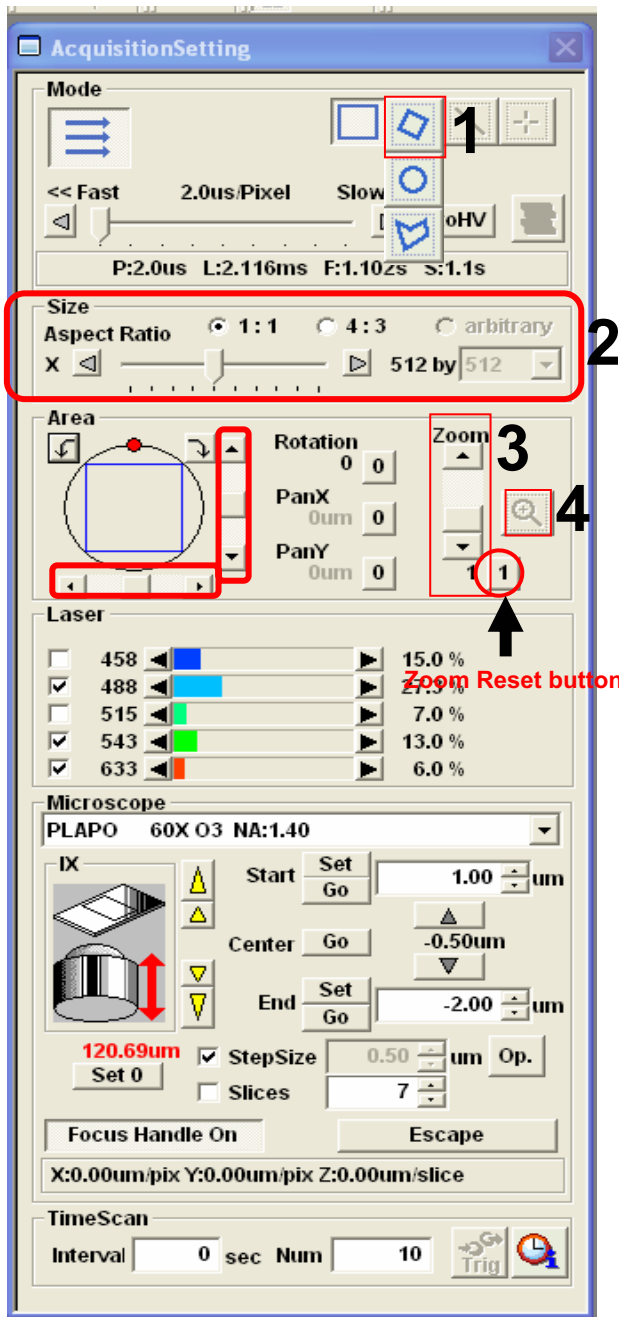 AcquisitionSetting
Mode
1
<< Fast 2.0us/Pixel Slow
oHV
P:2.0us L:2.116ms F:1.102s S:1.1s
Size
Aspect Ratio 1:1 4:3 arbitrary
2
X 512 by 512
Area
Rotation
0 0
PanX
0um 0
PanY
0um 0
Zoom
3
4
1 1
Zoom Reset button
Laser
458 15.0 %
488 27.3 %
515 7.0 %
543 13.0 %
633 6.0 %
Microscope
PLAPO 60X O3 NA:1.40
IX
Start Set Go 1.00 um
Center Go -0.50um
End Set Go -2.00 um
120.69um
Set 0
StepSize 0.50 um Op.
Slices 7
Focus Handle On Escape
X:0.00um/pix Y:0.00um/pix Z:0.00um/slice
TimeScan
Interval 0 sec Num 10 Trig